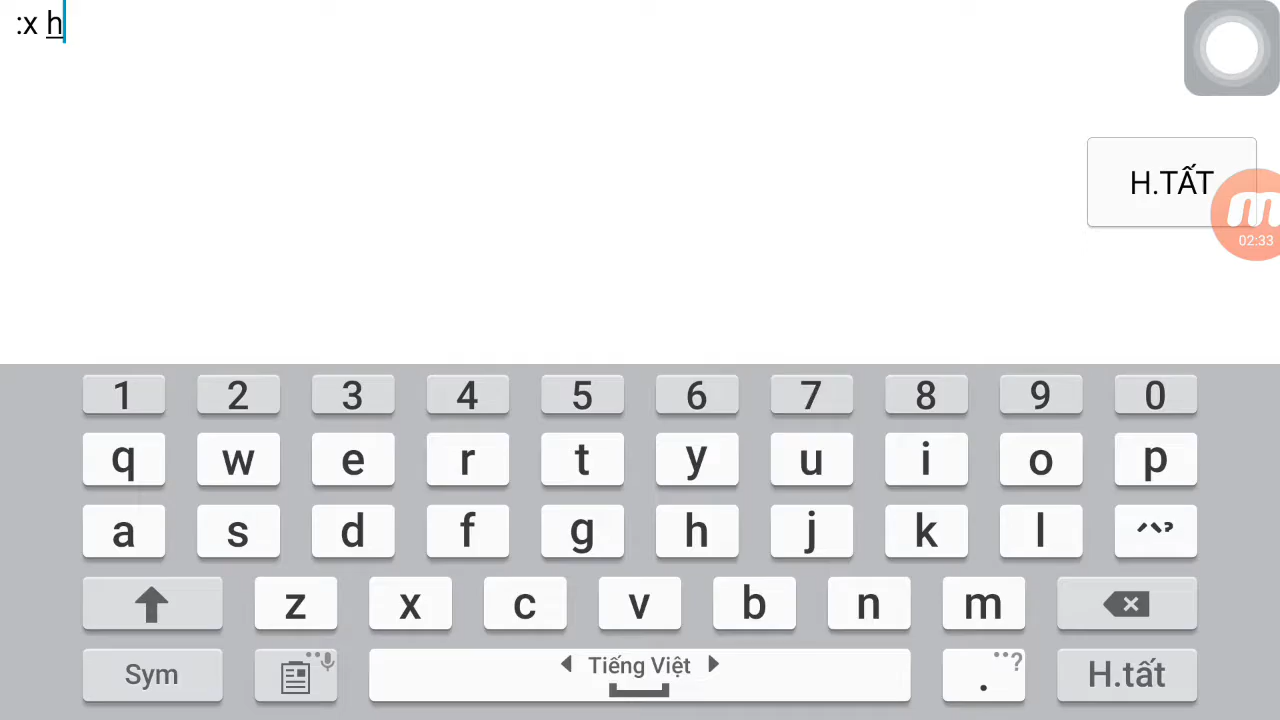 :x h
H.TẤT
02:33
1 2 3 4 5 6 7 8 9 0
q w e r t y u i o p
a s d f g h j k l
z x c v b n m
Sym Tiếng Việt . ? H.tất